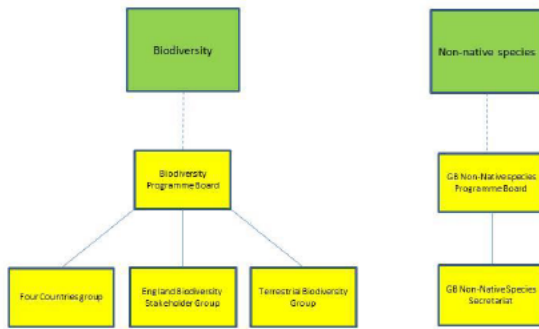 Biodiversity
Non-native species
Biodiversity
Programme Board
GB Non-Native species
Programme Board
Four Countries group
England Biodiversity
Stakeholder Group
Terrestrial Biodiversity
Group
GB Non-Native Species
Secretariat